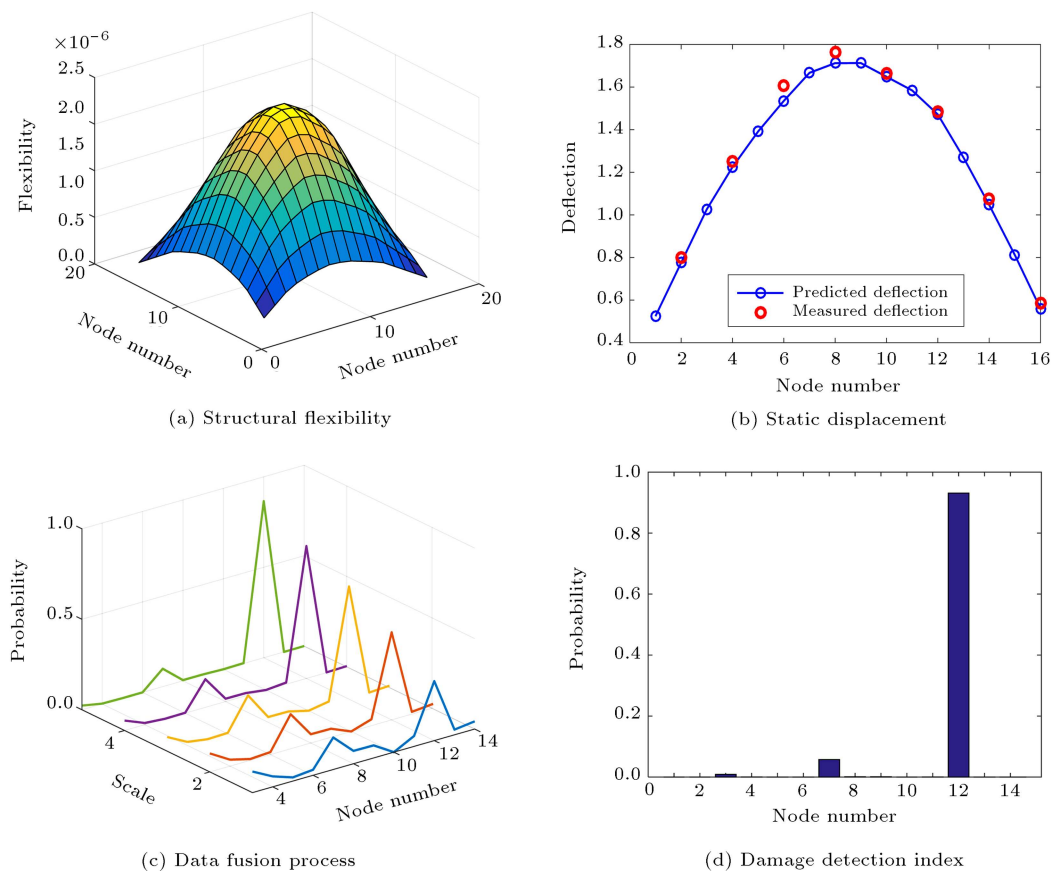 ×10⁻⁶
2.5
2.0
1.5
1.0
0.5
0.0
Flexibility
20
10
0
Node number
0
10
20
Node number
(a) Structural flexibility
1.8
1.6
1.4
1.2
1.0
0.8
0.6
0.4
Deflection
Predicted deflection
Measured deflection
0 2 4 6 8 10 12 14 16
Node number
(b) Static displacement
1.0
0.5
0.0
Probability
4
2
Scale
4 6 8 10 12 14
Node number
(c) Data fusion process
1.0
0.8
0.6
0.4
0.2
0.0
Probability
0 2 4 6 8 10 12 14
Node number
(d) Damage detection index